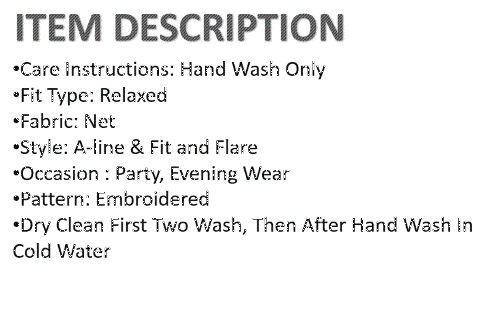 ITEM DESCRIPTION
•Care Instructions: Hand Wash Only
•Fit Type: Relaxed
•Fabric: Net
•Style: A-line & Fit and Flare
•Occasion : Party, Evening Wear
•Pattern: Embroidered
•Dry Clean First Two Wash, Then After Hand Wash In
Cold Water